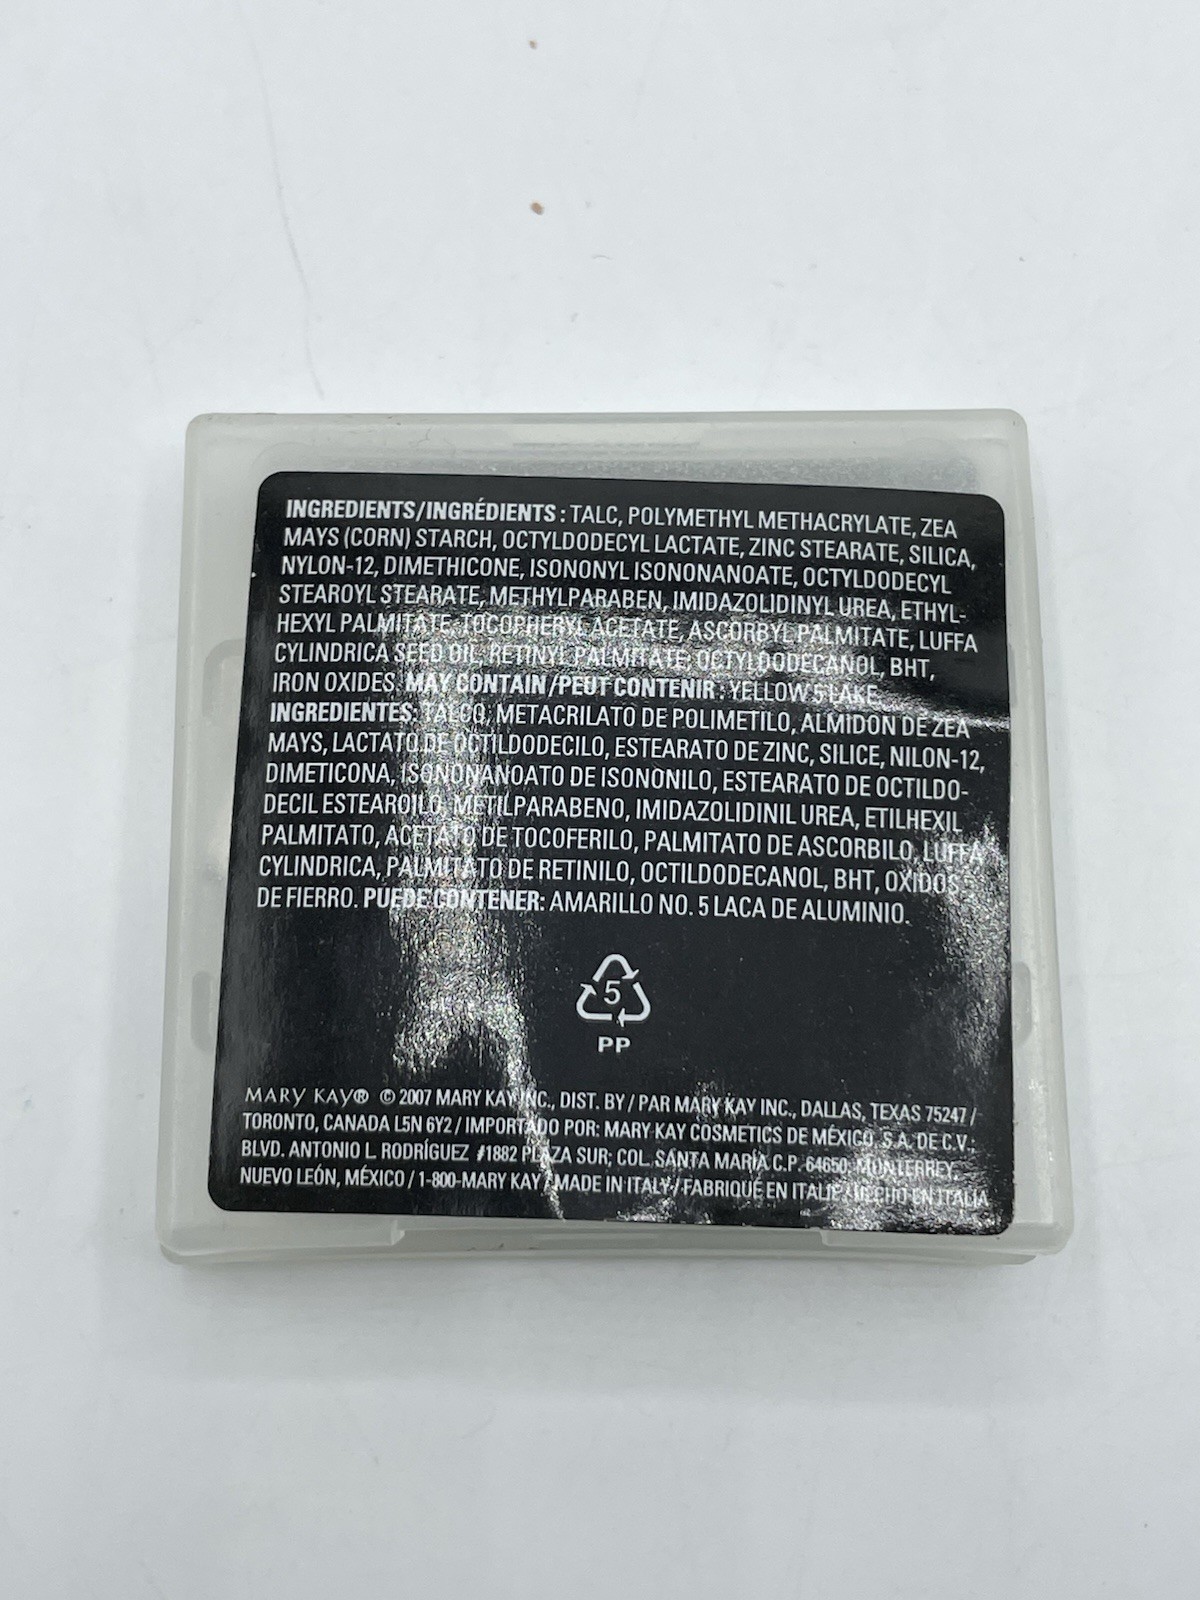 INGREDIENTS/INGRÉDIENTS: TALC, POLYMETHYL METHACRYLATE, ZEA
MAYS (CORN) STARCH, OCTYLDODECYL LACTATE, ZINC STEARATE, SILICA,
NYLON-12, DIMETHICONE, ISONONYL ISONONANOATE, OCTYLDODECYL
STEAROYL STEARATE, METHYLPARABEN, IMIDAZOLIDINYL UREA, ETHYL-
HEXYL PALMITATE, TOCOPHERYL ACETATE, ASCORBYL PALMITATE, LUFFA
CYLINDRICA SEED OIL, RETINYL PALMITATE, OCTYLDODECANOL, BHT,
IRON OXIDES. MAY CONTAIN/PEUT CONTENIR: YELLOW 5 LAKE.
INGREDIENTES: TALCO, METACRILATO DE POLIMETILO, ALMIDON DE ZEA
MAYS, LACTATO DE OCTILDODECILO, ESTEARATO DE ZINC, SILICE, NILON-12,
DIMETICONA, ISONONANOATO DE ISONONILO, ESTEARATO DE OCTILDO-
DECIL ESTEAROILO, METILPARABENO, IMIDAZOLIDINIL UREA, ETILHEXIL
PALMITATO, ACETATO DE TOCOFERILO, PALMITATO DE ASCORBILO, LUFFA
CYLINDRICA, PALMITATO DE RETINILO, OCTILDODECANOL, BHT, OXIDOS
DE FIERRO. PUEDE CONTENER: AMARILLO NO. 5 LACA DE ALUMINIO.
5
PP
MARY KAY® © 2007 MARY KAY INC., DIST. BY / PAR MARY KAY INC., DALLAS, TEXAS 75247 /
TORONTO, CANADA L5N 6Y2 / IMPORTADO POR: MARY KAY COSMETICS DE MÉXICO, S.A. DE C.V.;
BLVD. ANTONIO L. RODRÍGUEZ #1882 PLAZA SUR; COL. SANTA MARÍA C.P. 64650, MONTERREY,
NUEVO LEÓN, MÉXICO / 1-800-MARY KAY / MADE IN ITALY / FABRIQUÉ EN ITALIE / HECHO EN ITALIA